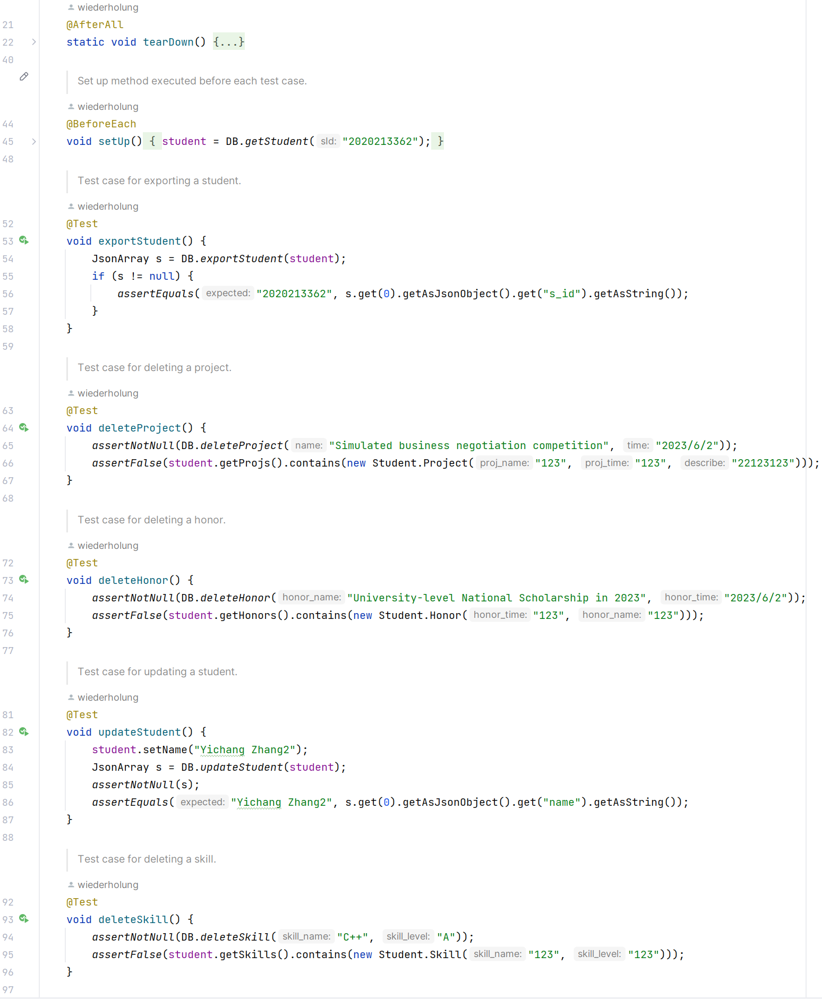 wiederholung
21 @AfterAll
22 static void tearDown() {...}
40
Set up method executed before each test case.
wiederholung
44 @BeforeEach
45 void setUp() { student = DB.getStudent( sId: "2020213362"); }
48
Test case for exporting a student.
wiederholung
52 @Test
53 void exportStudent() {
54 JsonArray s = DB.exportStudent(student);
55 if (s != null) {
56 assertEquals( expected: "2020213362", s.get(0).getAsJsonObject().get("s_id").getAsString());
57 }
58 }
59
Test case for deleting a project.
wiederholung
63 @Test
64 void deleteProject() {
65 assertNotNull(DB.deleteProject( name: "Simulated business negotiation competition", time: "2023/6/2"));
66 assertFalse(student.getProjs().contains(new Student.Project( proj_name: "123", proj_time: "123", describe: "22123123")));
67 }
68
Test case for deleting a honor.
wiederholung
72 @Test
73 void deleteHonor() {
74 assertNotNull(DB.deleteHonor( honor_name: "University-level National Scholarship in 2023", honor_time: "2023/6/2"));
75 assertFalse(student.getHonors().contains(new Student.Honor( honor_time: "123", honor_name: "123")));
76 }
77
Test case for updating a student.
wiederholung
81 @Test
82 void updateStudent() {
83 student.setName("Yichang Zhang2");
84 JsonArray s = DB.updateStudent(student);
85 assertNotNull(s);
86 assertEquals( expected: "Yichang Zhang2", s.get(0).getAsJsonObject().get("name").getAsString());
87 }
88
Test case for deleting a skill.
wiederholung
92 @Test
93 void deleteSkill() {
94 assertNotNull(DB.deleteSkill( skill_name: "C++", skill_level: "A"));
95 assertFalse(student.getSkills().contains(new Student.Skill( skill_name: "123", skill_level: "123")));
96 }
97